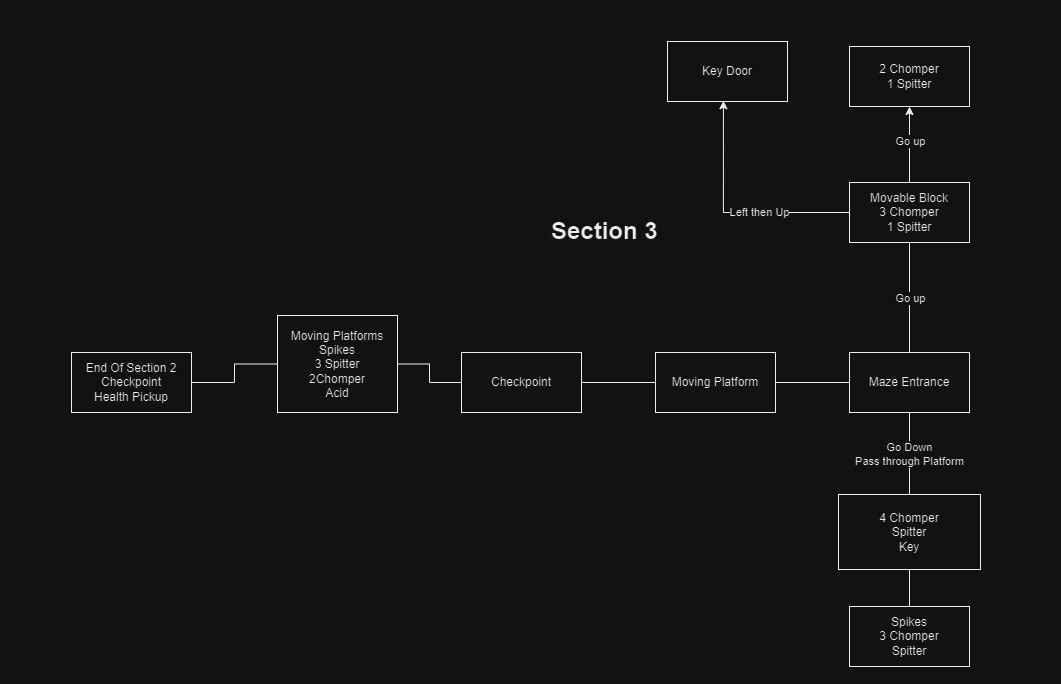 Key Door
2 Chomper
1 Spitter
Go up
Movable Block
3 Chomper
1 Spitter
Left then Up
Section 3
Go up
End Of Section 2
Checkpoint
Health Pickup
Moving Platforms
Spikes
3 Spitter
2Chomper
Acid
Checkpoint
Moving Platform
Maze Entrance
Go Down
Pass through Platform
4 Chomper
Spitter
Key
Spikes
3 Chomper
Spitter